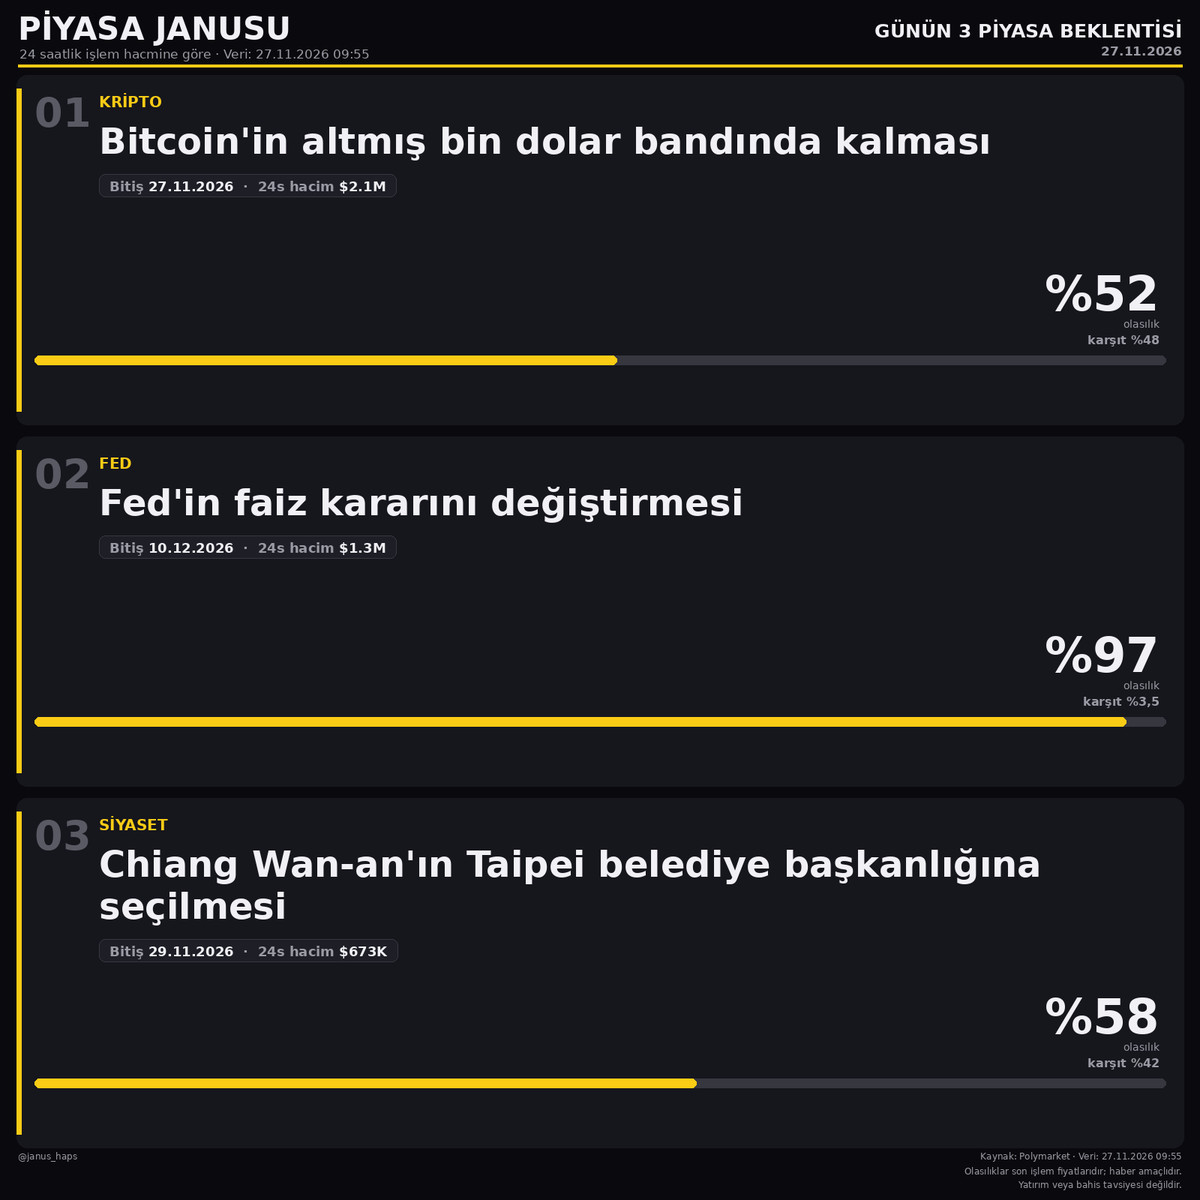 PİYASA JANUSU
24 saatlik işlem hacmine göre · Veri: 27.11.2026 09:55
GÜNÜN 3 PİYASA BEKLENTİSİ
27.11.2026
01
KRİPTO
Bitcoin'in altmış bin dolar bandında kalması
Bitiş 27.11.2026 · 24s hacim $2.1M
%52
olasılık
karşıt %48
02
FED
Fed'in faiz kararını değiştirmesi
Bitiş 10.12.2026 · 24s hacim $1.3M
%97
olasılık
karşıt %3,5
03
SİYASET
Chiang Wan-an'ın Taipei belediye başkanlığına
seçilmesi
Bitiş 29.11.2026 · 24s hacim $673K
%58
olasılık
karşıt %42
@janus_haps
Kaynak: Polymarket · Veri: 27.11.2026 09:55
Olasılıklar son işlem fiyatlarıdır; haber amaçlıdır.
Yatırım veya bahis tavsiyesi değildir.